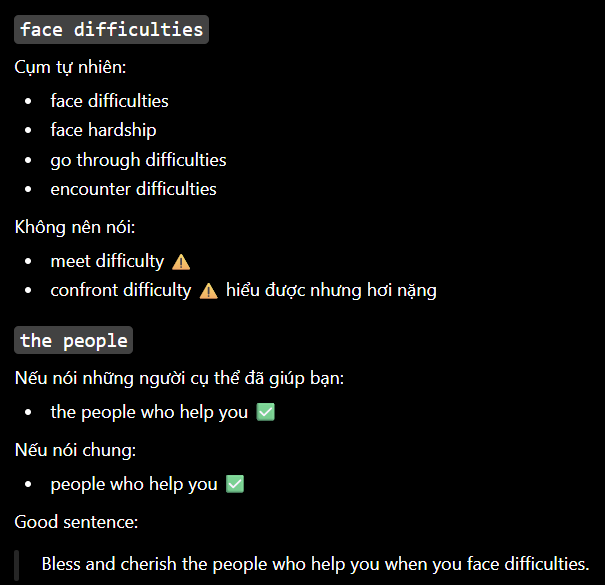 face difficulties
Cụm tự nhiên:
• face difficulties
• face hardship
• go through difficulties
• encounter difficulties
Không nên nói:
• meet difficulty ⚠️
• confront difficulty ⚠️ hiểu được nhưng hơi nặng
the people
Nếu nói những người cụ thể đã giúp bạn:
• the people who help you ✅
Nếu nói chung:
• people who help you ✅
Good sentence:
Bless and cherish the people who help you when you face difficulties.